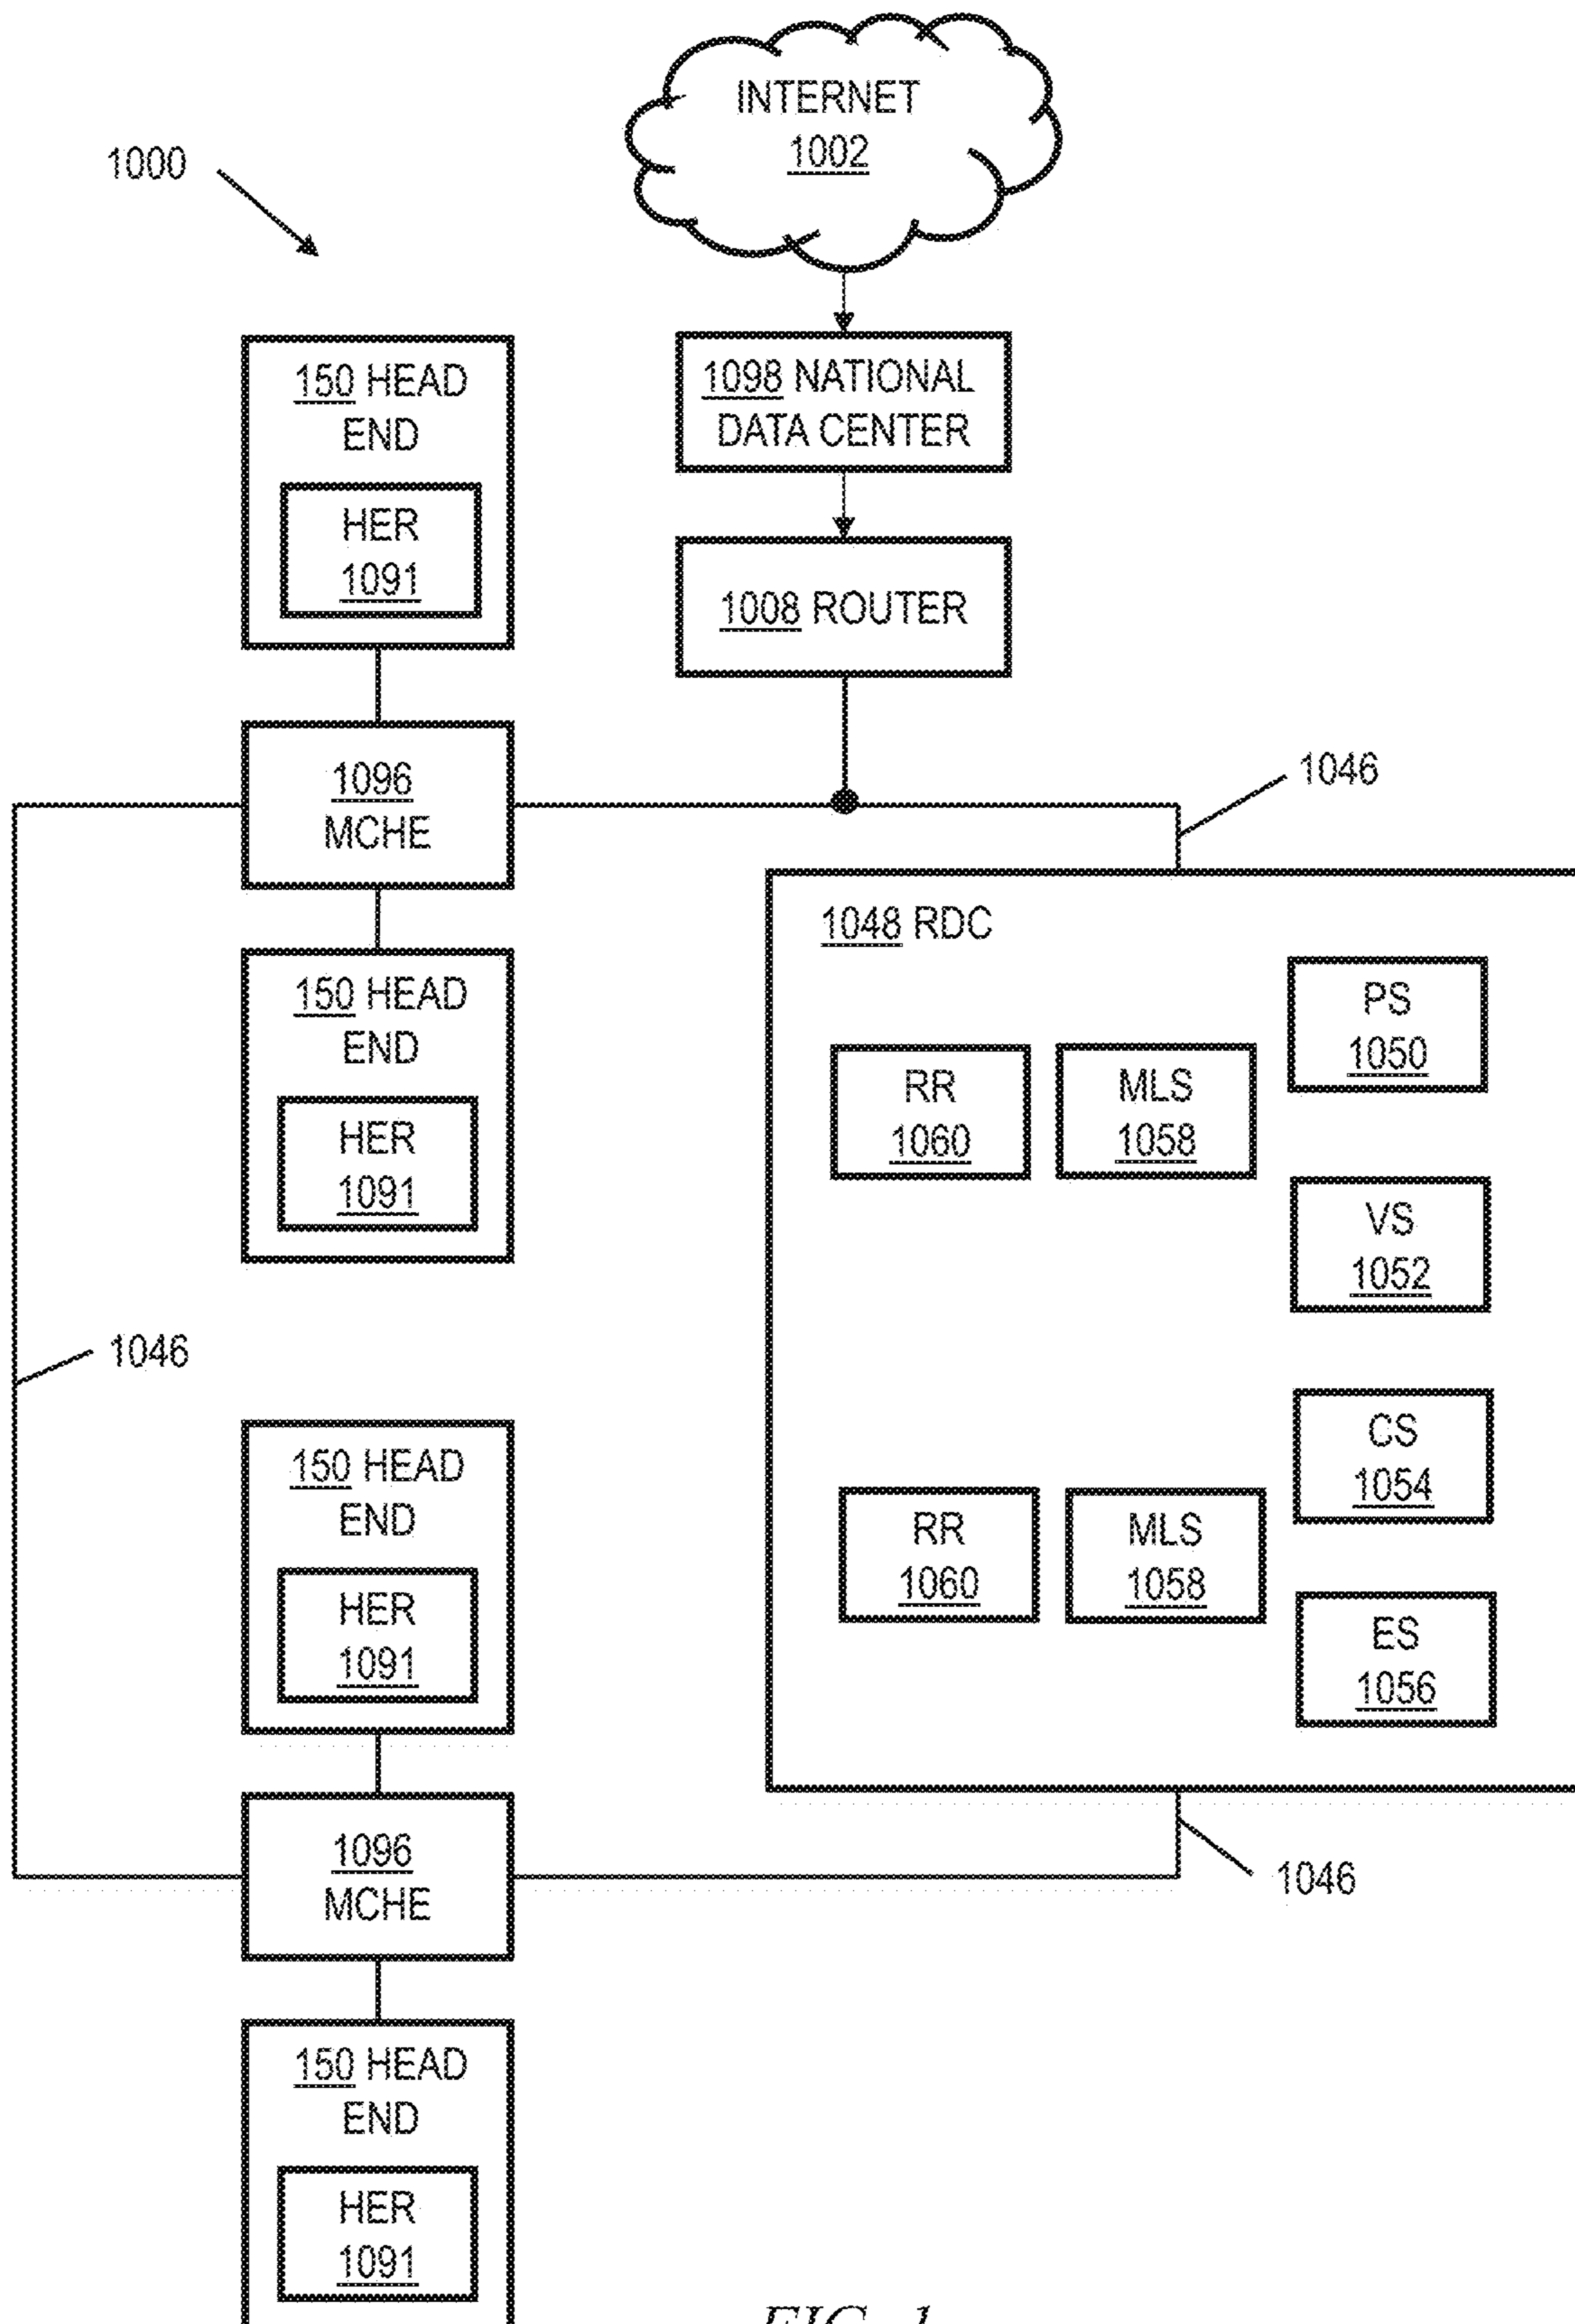 INTERNET
1002
1000
150 HEAD
END
HER
1091
1098 NATIONAL
DATA CENTER
1008 ROUTER
1096
MCHE
1046
150 HEAD
END
HER
1091
1048 RDC
PS
1050
RR
1060
MLS
1058
VS
1052
1046
CS
1054
150 HEAD
END
HER
1091
RR
1060
MLS
1058
ES
1056
1096
MCHE
1046
150 HEAD
END
HER
1091
FIG. 1